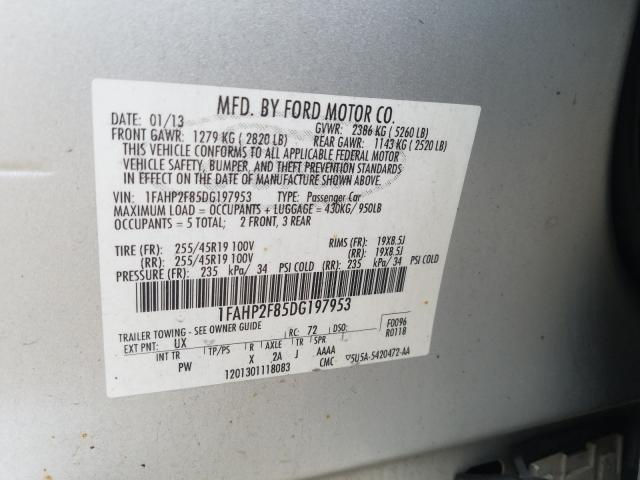 MFD. BY FORD MOTOR CO.
DATE: 01/13 GVWR: 2386 KG ( 5260 LB)
FRONT GAWR: 1279 KG ( 2820 LB) REAR GAWR: 1143 KG ( 2520 LB)
THIS VEHICLE CONFORMS TO ALL APPLICABLE FEDERAL MOTOR
VEHICLE SAFETY, BUMPER, AND THEFT PREVENTION STANDARDS
IN EFFECT ON THE DATE OF MANUFACTURE SHOWN ABOVE.
VIN: 1FAHP2F85DG197953 TYPE: Passenger Car
MAXIMUM LOAD = OCCUPANTS + LUGGAGE = 430KG/ 950LB
OCCUPANTS = 5 TOTAL; 2 FRONT, 3 REAR
TIRE (FR): 255/45R19 100V RIMS (FR): 19X8.5J
(RR): 255/45R19 100V (RR): 19X8.5J
PRESSURE (FR): 235 kPa/ 34 PSI COLD (RR): 235 kPa/ 34 PSI COLD
1FAHP2F85DG197953
TRAILER TOWING - SEE OWNER GUIDE
EXT PNT: UX RC: 72 DSO: F0096
INT TR TP/PS R AXLE TR SPR R0118
PW X 2A J AAAA
1201301118083 CMC ▽5U5A-5420472-AA